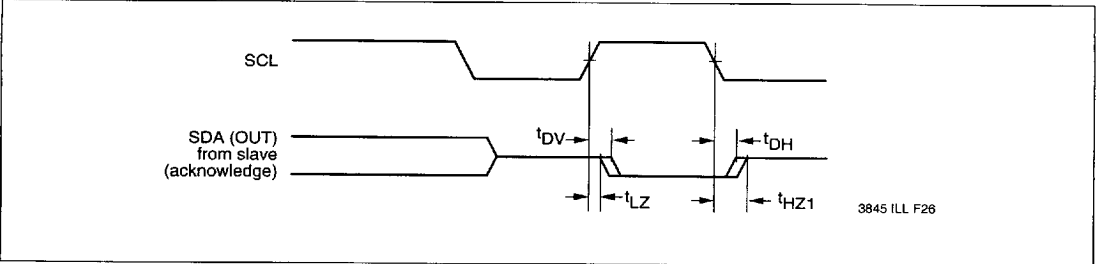 SCL
SDA (OUT)
from slave
(acknowledge)
tDV
tDH
tLZ
tHZ1
3845 ILL F26